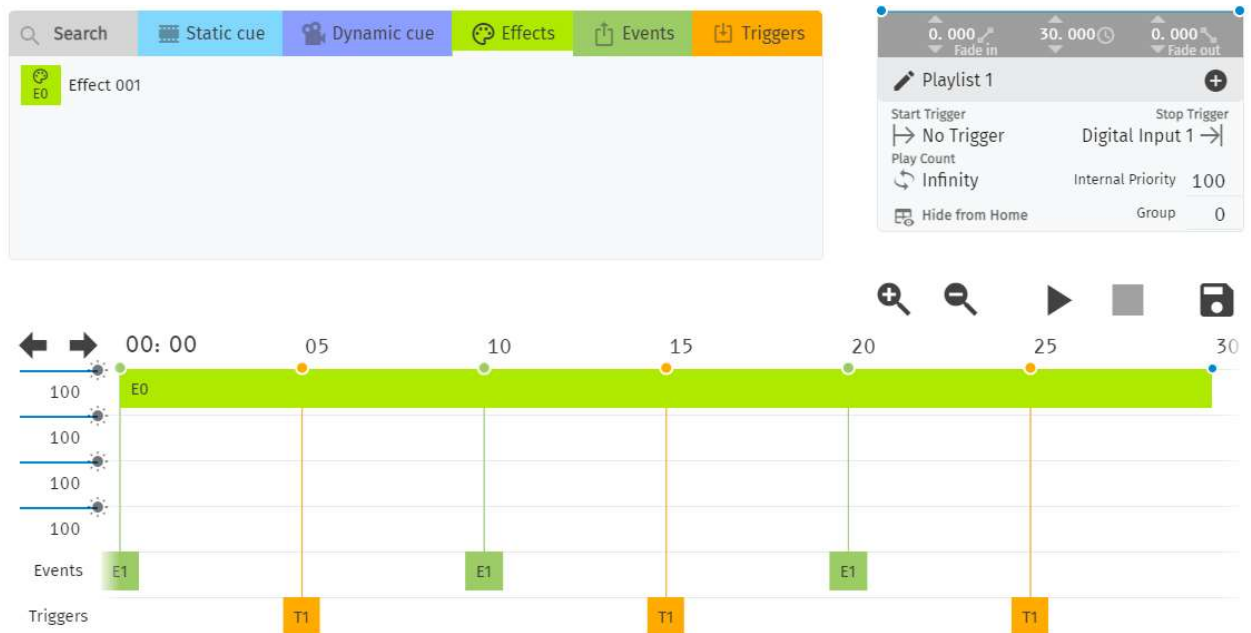 Search Static cue Dynamic cue Effects Events Triggers
E0 Effect 001
0. 000 30. 000 0. 000
Fade in Fade out
Playlist 1
Start Trigger Stop Trigger
No Trigger Digital Input 1
Play Count
Infinity Internal Priority 100
Hide from Home Group 0
00: 00 05 10 15 20 25 30
100 E0
100
100
100
Events E1 E1 E1
Triggers T1 T1 T1